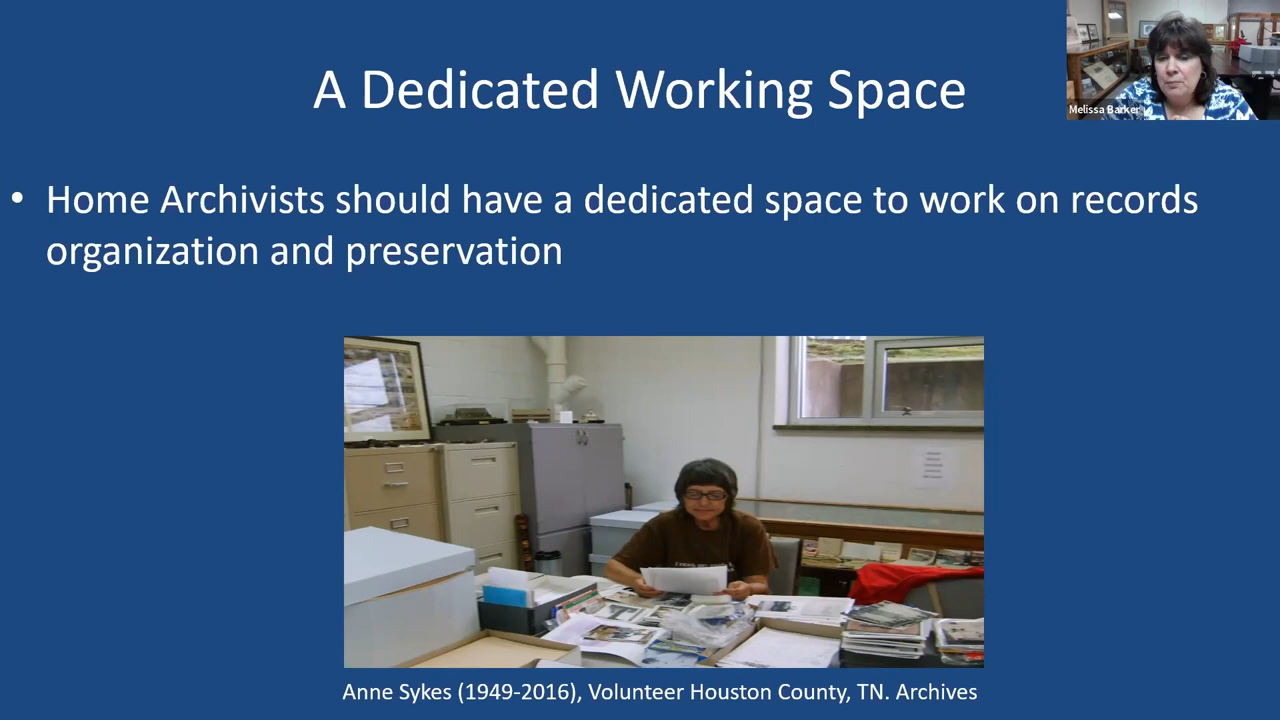 A Dedicated Working Space
Melissa Barker
• Home Archivists should have a dedicated space to work on records
organization and preservation
Anne Sykes (1949-2016), Volunteer Houston County, TN. Archives